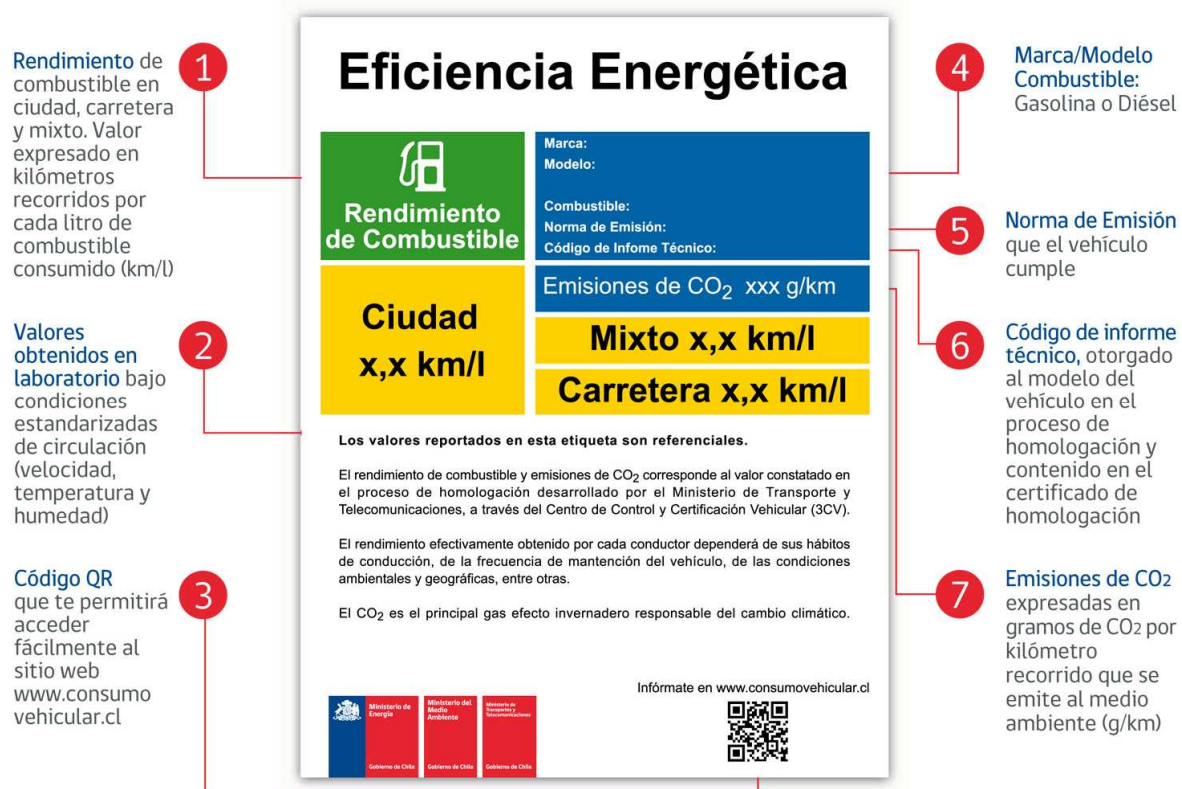 1
Rendimiento de
combustible en
ciudad, carretera
y mixto. Valor
expresado en
kilómetros
recorridos por
cada litro de
combustible
consumido (km/l)
2
Valores
obtenidos en
laboratorio bajo
condiciones
estandarizadas
de circulación
(velocidad,
temperatura y
humedad)
3
Código QR
que te permitirá
acceder
fácilmente al
sitio web
www.consumo
vehicular.cl
Eficiencia Energética
Rendimiento
de Combustible
Marca:
Modelo:
Combustible:
Norma de Emisión:
Código de Infome Técnico:
Emisiones de CO2 xxx g/km
Ciudad
x,x km/l
Mixto x,x km/l
Carretera x,x km/l
Los valores reportados en esta etiqueta son referenciales.
El rendimiento de combustible y emisiones de CO2 corresponde al valor constatado en
el proceso de homologación desarrollado por el Ministerio de Transporte y
Telecomunicaciones, a través del Centro de Control y Certificación Vehicular (3CV).
El rendimiento efectivamente obtenido por cada conductor dependerá de sus hábitos
de conducción, de la frecuencia de mantención del vehículo, de las condiciones
ambientales y geográficas, entre otras.
El CO2 es el principal gas efecto invernadero responsable del cambio climático.
Infórmate en www.consumovehicular.cl
Ministerio de
Energía
Gobierno de Chile
Ministerio del
Medio
Ambiente
Gobierno de Chile
Ministerio de
Transportes y
Telecomunicaciones
Gobierno de Chile
4
Marca/Modelo
Combustible:
Gasolina o Diésel
5
Norma de Emisión
que el vehículo
cumple
6
Código de informe
técnico, otorgado
al modelo del
vehículo en el
proceso de
homologación y
contenido en el
certificado de
homologación
7
Emisiones de CO2
expresadas en
gramos de CO2 por
kilómetro
recorrido que se
emite al medio
ambiente (g/km)